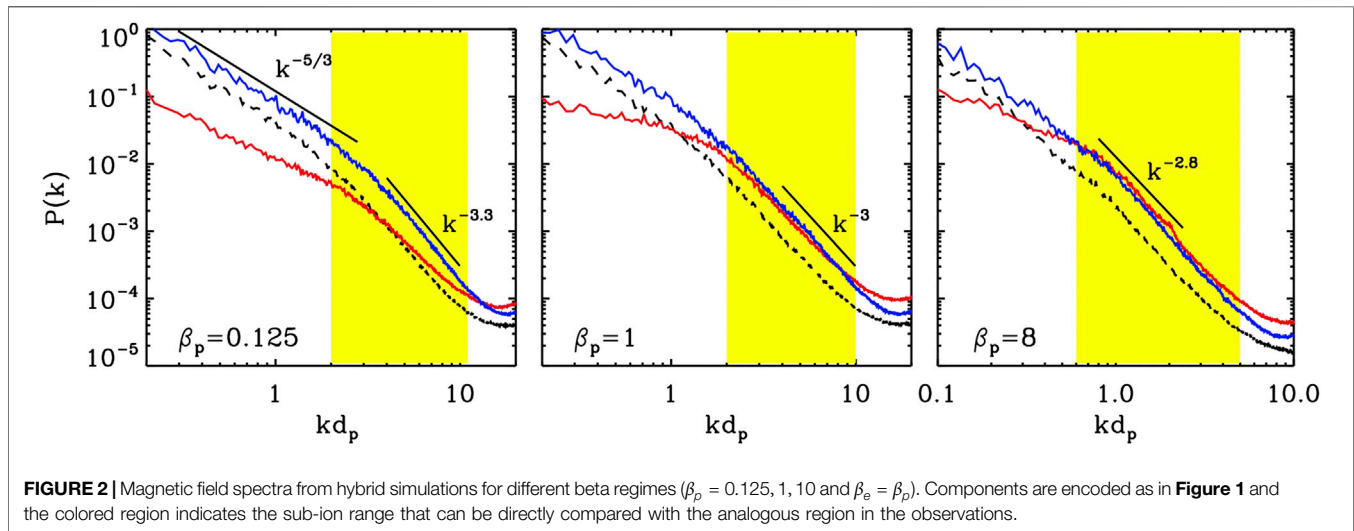 10⁰
10⁻¹
10⁻²
10⁻³
10⁻⁴
10⁻⁵
P(k)
k⁻⁵/³
k⁻³·³
βₚ=0.125
1
10
kdₚ
k⁻³
βₚ=1
1
10
kdₚ
k⁻²·⁸
βₚ=8
0.1
1.0
10.0
kdₚ
FIGURE 2 | Magnetic field spectra from hybrid simulations for different beta regimes (βₚ = 0.125, 1, 10 and βₑ = βₚ). Components are encoded as in Figure 1 and
the colored region indicates the sub-ion range that can be directly compared with the analogous region in the observations.